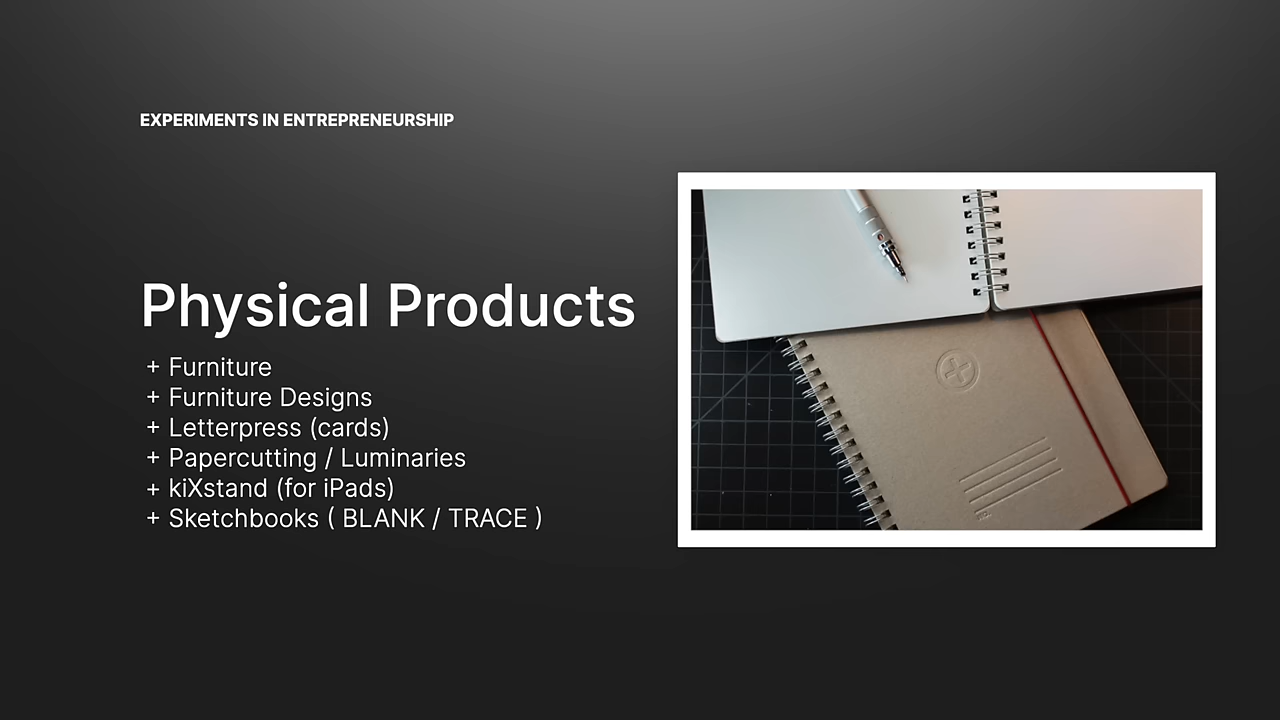 EXPERIMENTS IN ENTREPRENEURSHIP
Physical Products
+ Furniture
+ Furniture Designs
+ Letterpress (cards)
+ Papercutting / Luminaries
+ kiXstand (for iPads)
+ Sketchbooks ( BLANK / TRACE )